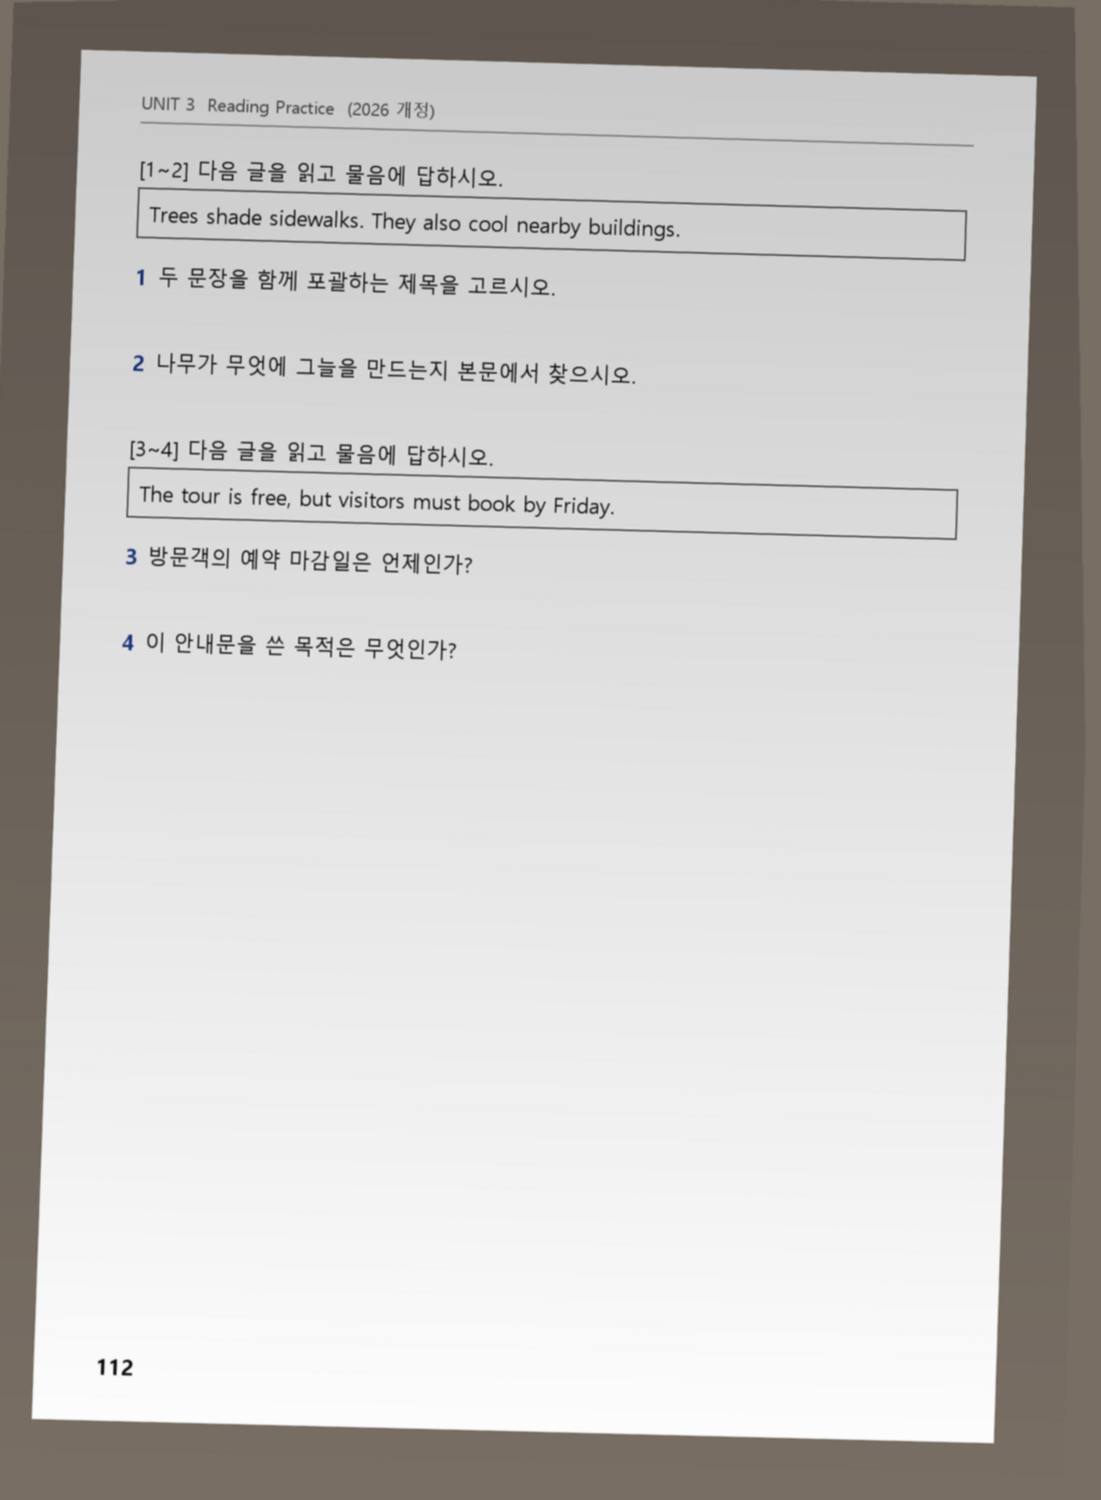 UNIT 3 Reading Practice (2026 개정)
[1~2] 다음 글을 읽고 물음에 답하시오.
Trees shade sidewalks. They also cool nearby buildings.
1 두 문장을 함께 포괄하는 제목을 고르시오.
2 나무가 무엇에 그늘을 만드는지 본문에서 찾으시오.
[3~4] 다음 글을 읽고 물음에 답하시오.
The tour is free, but visitors must book by Friday.
3 방문객의 예약 마감일은 언제인가?
4 이 안내문을 쓴 목적은 무엇인가?
112